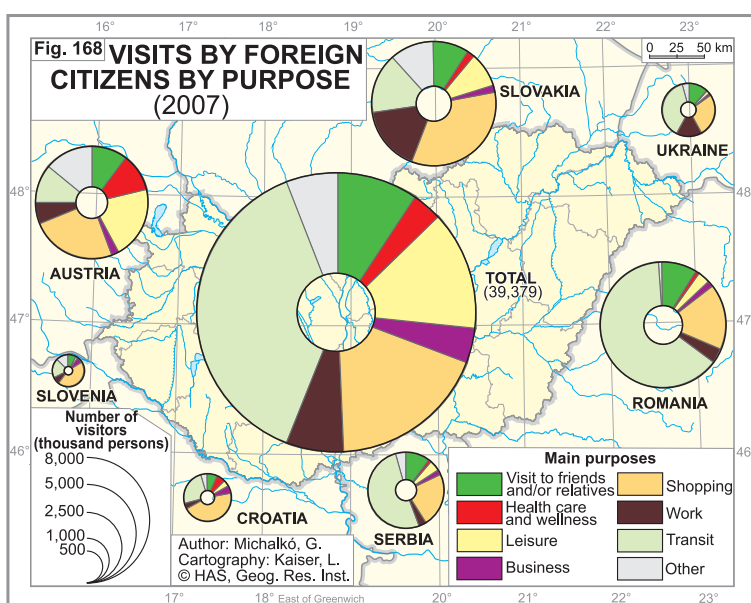 16° 17° 18° 19° 20° 21° 22° 23°
Fig. 168
VISITS BY FOREIGN
CITIZENS BY PURPOSE
(2007)
0 25 50 km
SLOVAKIA
UKRAINE
48°
48°
AUSTRIA
TOTAL
(39,379)
47°
47°
SLOVENIA
ROMANIA
Number of
visitors
(thousand persons)
8,000
5,000
2,500
1,000
500
46°
46°
CROATIA
SERBIA
Author: Michalkó, G.
Cartography: Kaiser, L.
© HAS, Geog. Res. Inst.
Main purposes
Visit to friends
and/or relatives
Health care
and wellness
Leisure
Business
Shopping
Work
Transit
Other
17° 18° East of Greenwich 19° 20° 21° 22°